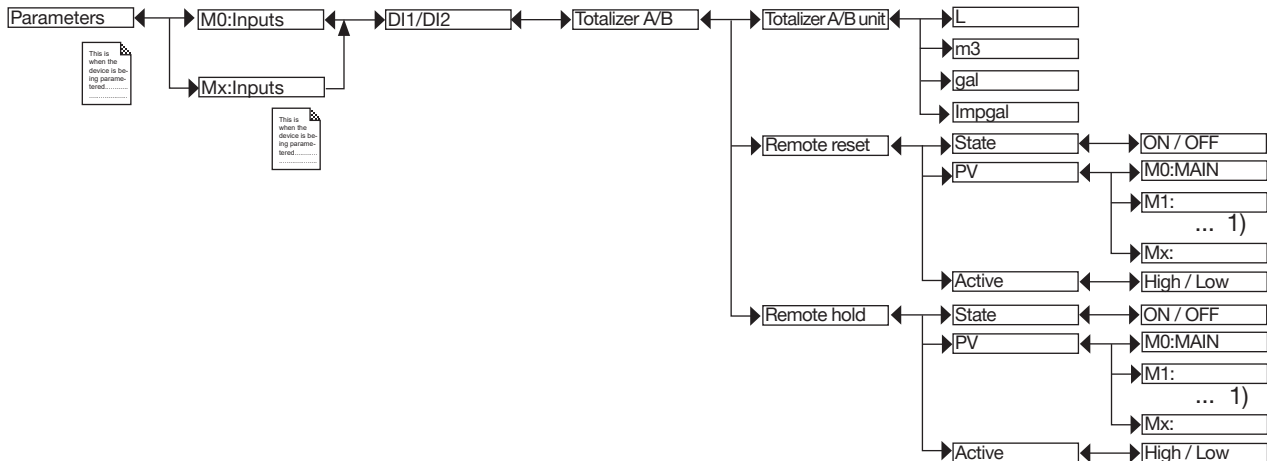 Parameters
M0:Inputs
DI1/DI2
Totalizer A/B
Totalizer A/B unit
L
m3
gal
Impgal
This is
when the
device is be-
ing parame-
tered...........
....................
Mx:Inputs
This is
when the
device is be-
ing parame-
tered...........
....................
Remote reset
State
ON / OFF
PV
M0:MAIN
M1:
... 1)
Mx:
Active
High / Low
Remote hold
State
ON / OFF
PV
M0:MAIN
M1:
... 1)
Mx:
Active
High / Low